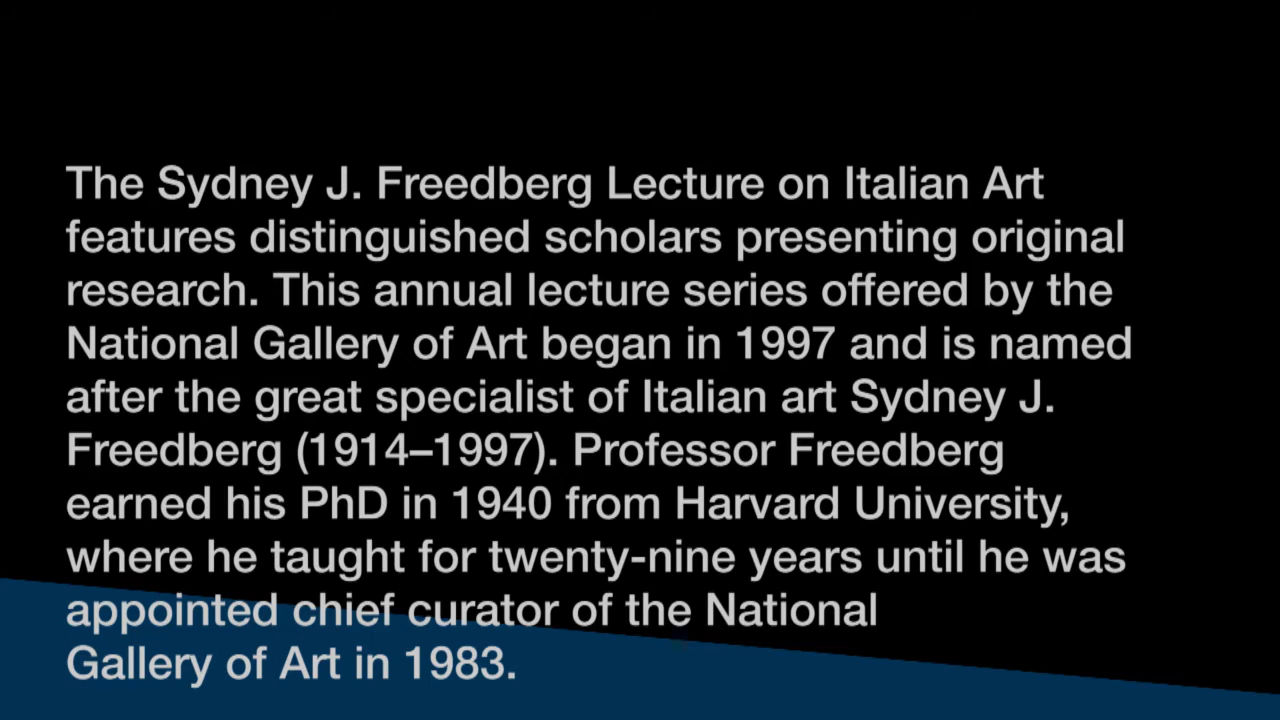 The Sydney J. Freedberg Lecture on Italian Art
features distinguished scholars presenting original
research. This annual lecture series offered by the
National Gallery of Art began in 1997 and is named
after the great specialist of Italian art Sydney J.
Freedberg (1914–1997). Professor Freedberg
earned his PhD in 1940 from Harvard University,
where he taught for twenty-nine years until he was
appointed chief curator of the National
Gallery of Art in 1983.